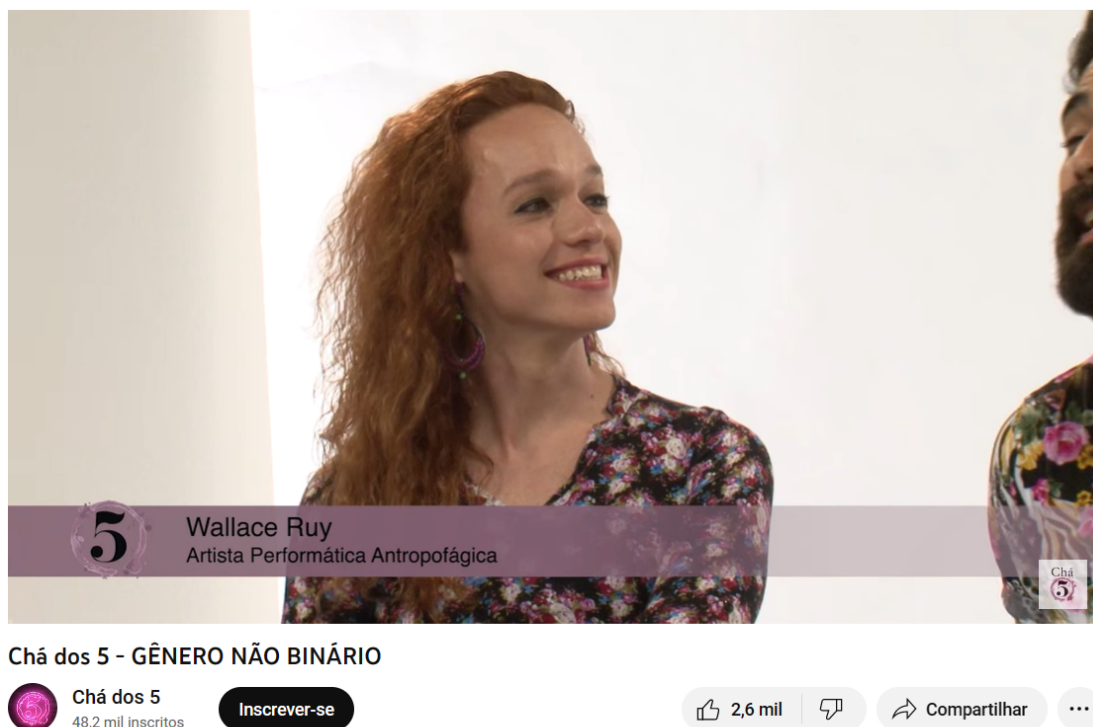 5
Wallace Ruy
Artista Performática Antropofágica
Chá
5
Chá dos 5 - GÊNERO NÃO BINÁRIO
Chá dos 5
48,2 mil inscritos
Inscrever-se
2,6 mil
Compartilhar